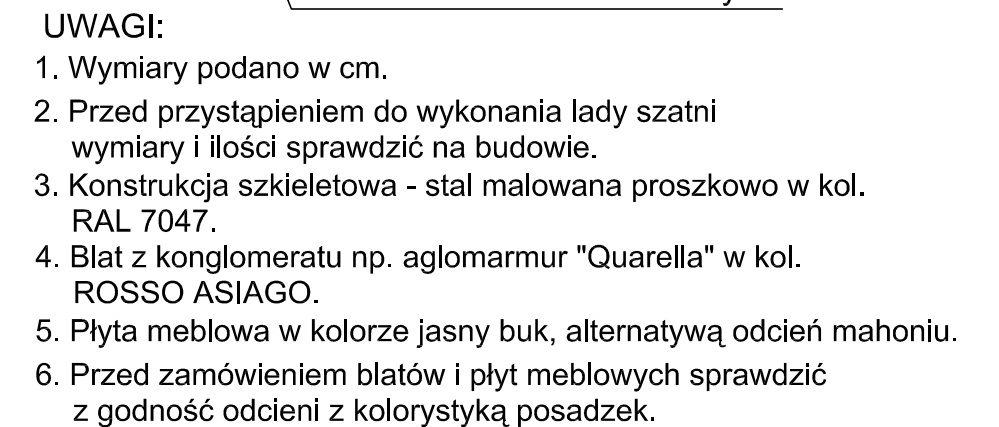 UWAGI:
1. Wymiary podano w cm.
2. Przed przystąpieniem do wykonania lady szatni
wymiary i ilości sprawdzić na budowie.
3. Konstrukcja szkieletowa - stal malowana proszkowo w kol.
RAL 7047.
4. Blat z konglomeratu np. aglomarmur "Quarella" w kol.
ROSSO ASIAGO.
5. Płyta meblowa w kolorze jasny buk, alternatywą odcień mahoniu.
6. Przed zamówieniem blatów i płyt meblowych sprawdzić
z godność odcieni z kolorystyką posadzek.